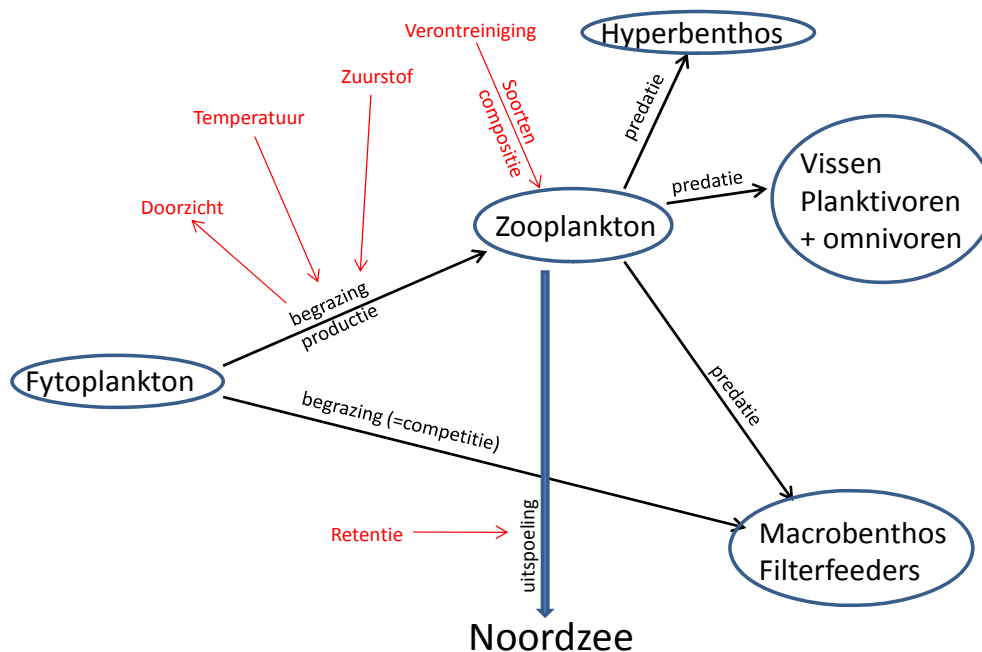 Verontreiniging
Hyperbenthos
Zuurstof
Temperatuur
Soorten
compositie
predatie
Doorzicht
predatie
Vissen
Planktivoren
+ omnivoren
Zooplankton
begrazing
productie
Fytoplankton
begrazing (=competitie)
predatie
Retentie
uitspoeling
Macrobenthos
Filterfeeders
Noordzee